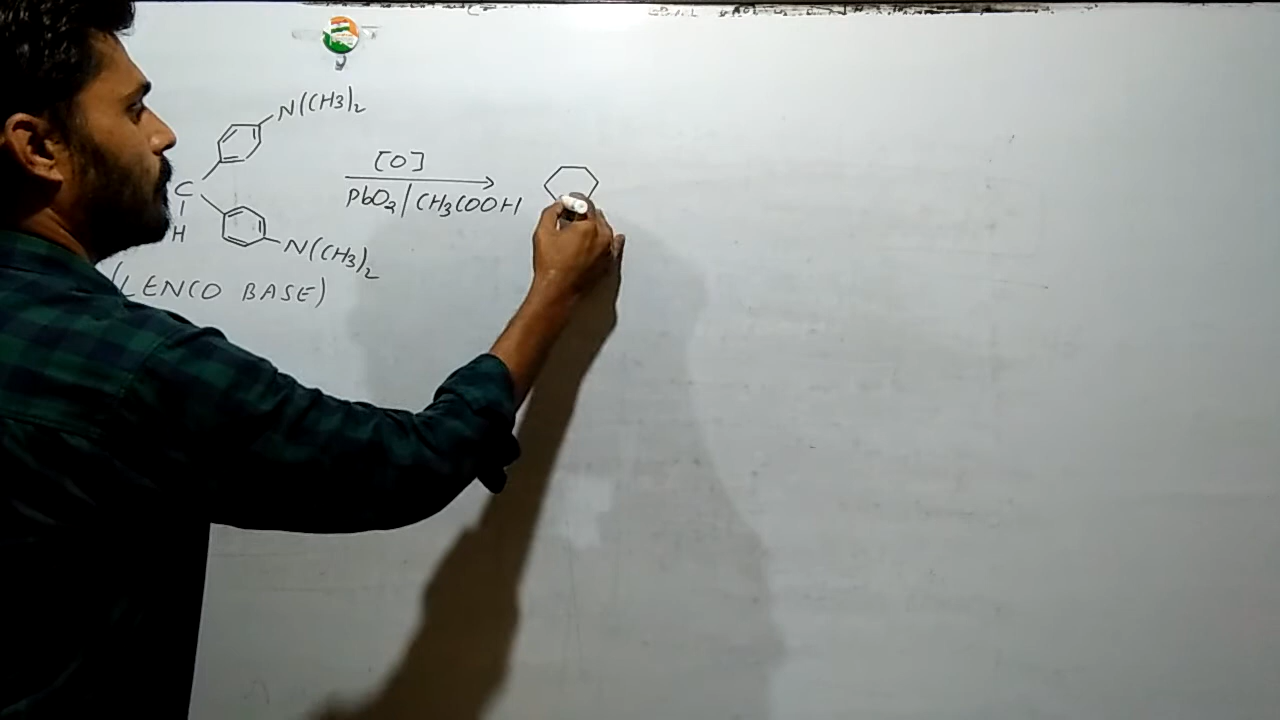 N(CH3)2
[O]
C
PbO2/CH3COOH
H
N(CH3)2
(LENCO BASE)